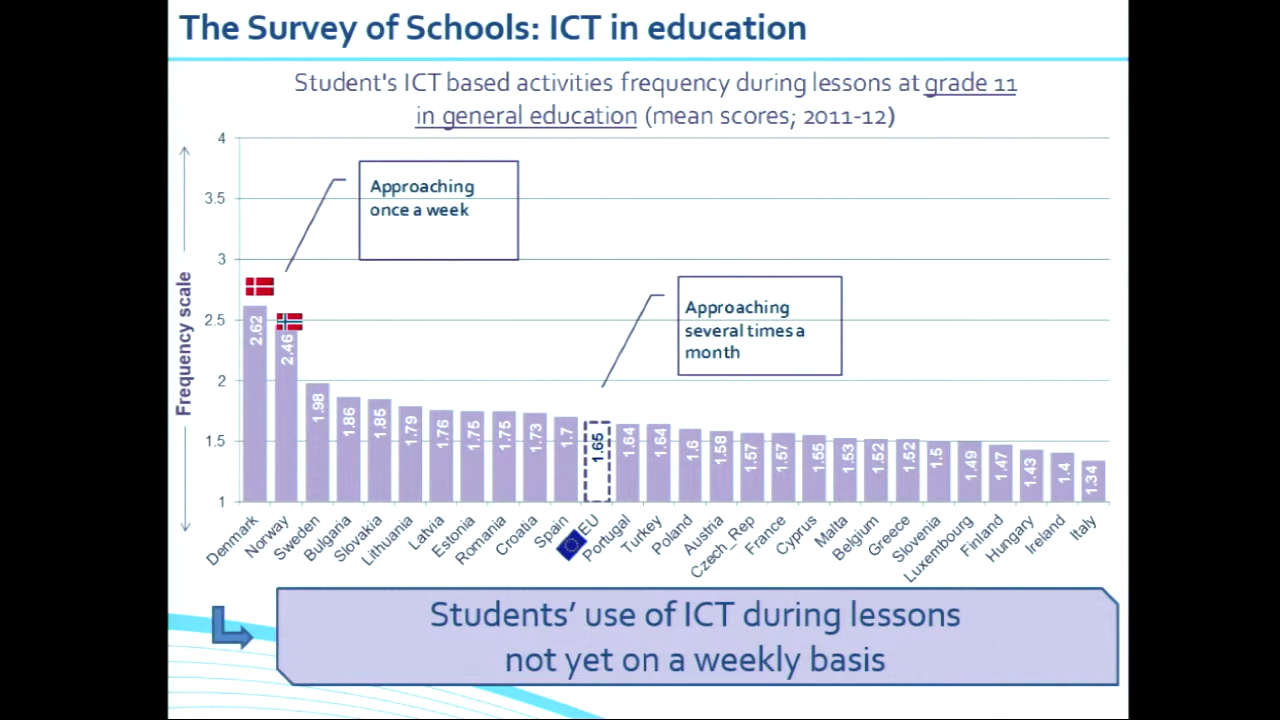 The Survey of Schools: ICT in education
Student's ICT based activities frequency during lessons at grade 11
in general education (mean scores; 2011-12)
Frequency scale
4
3.5
3
2.5
2
1.5
1
Approaching
once a week
Approaching
several times a
month
2.62
2.46
1.98
1.86
1.85
1.79
1.76
1.75
1.75
1.73
1.7
1.65
1.64
1.64
1.6
1.58
1.57
1.57
1.55
1.53
1.52
1.52
1.5
1.49
1.47
1.43
1.4
1.34
Denmark
Norway
Sweden
Bulgaria
Slovakia
Lithuania
Latvia
Estonia
Romania
Croatia
Spain
EU
Portugal
Turkey
Poland
Austria
Czech_Rep
France
Cyprus
Malta
Belgium
Greece
Slovenia
Luxembourg
Finland
Hungary
Ireland
Italy
Students' use of ICT during lessons
not yet on a weekly basis